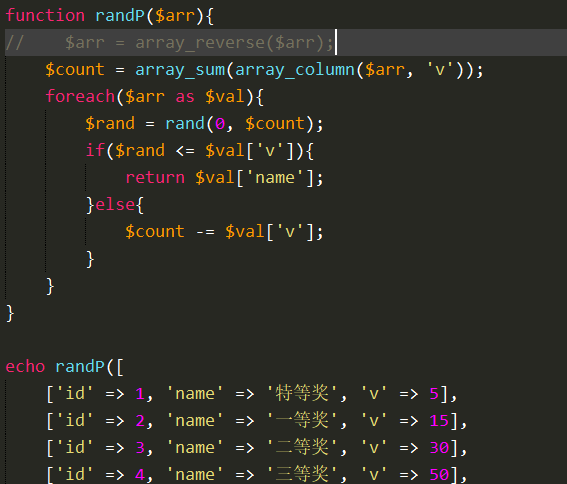 function randP($arr){
//    $arr = array_reverse($arr);
    $count = array_sum(array_column($arr, 'v'));
    foreach($arr as $val){
        $rand = rand(0, $count);
        if($rand <= $val['v']){
            return $val['name'];
        }else{
            $count -= $val['v'];
        }
    }
}

echo randP([
    ['id' => 1, 'name' => '特等奖', 'v' => 5],
    ['id' => 2, 'name' => '一等奖', 'v' => 15],
    ['id' => 3, 'name' => '二等奖', 'v' => 30],
    ['id' => 4, 'name' => '三等奖', 'v' => 50],